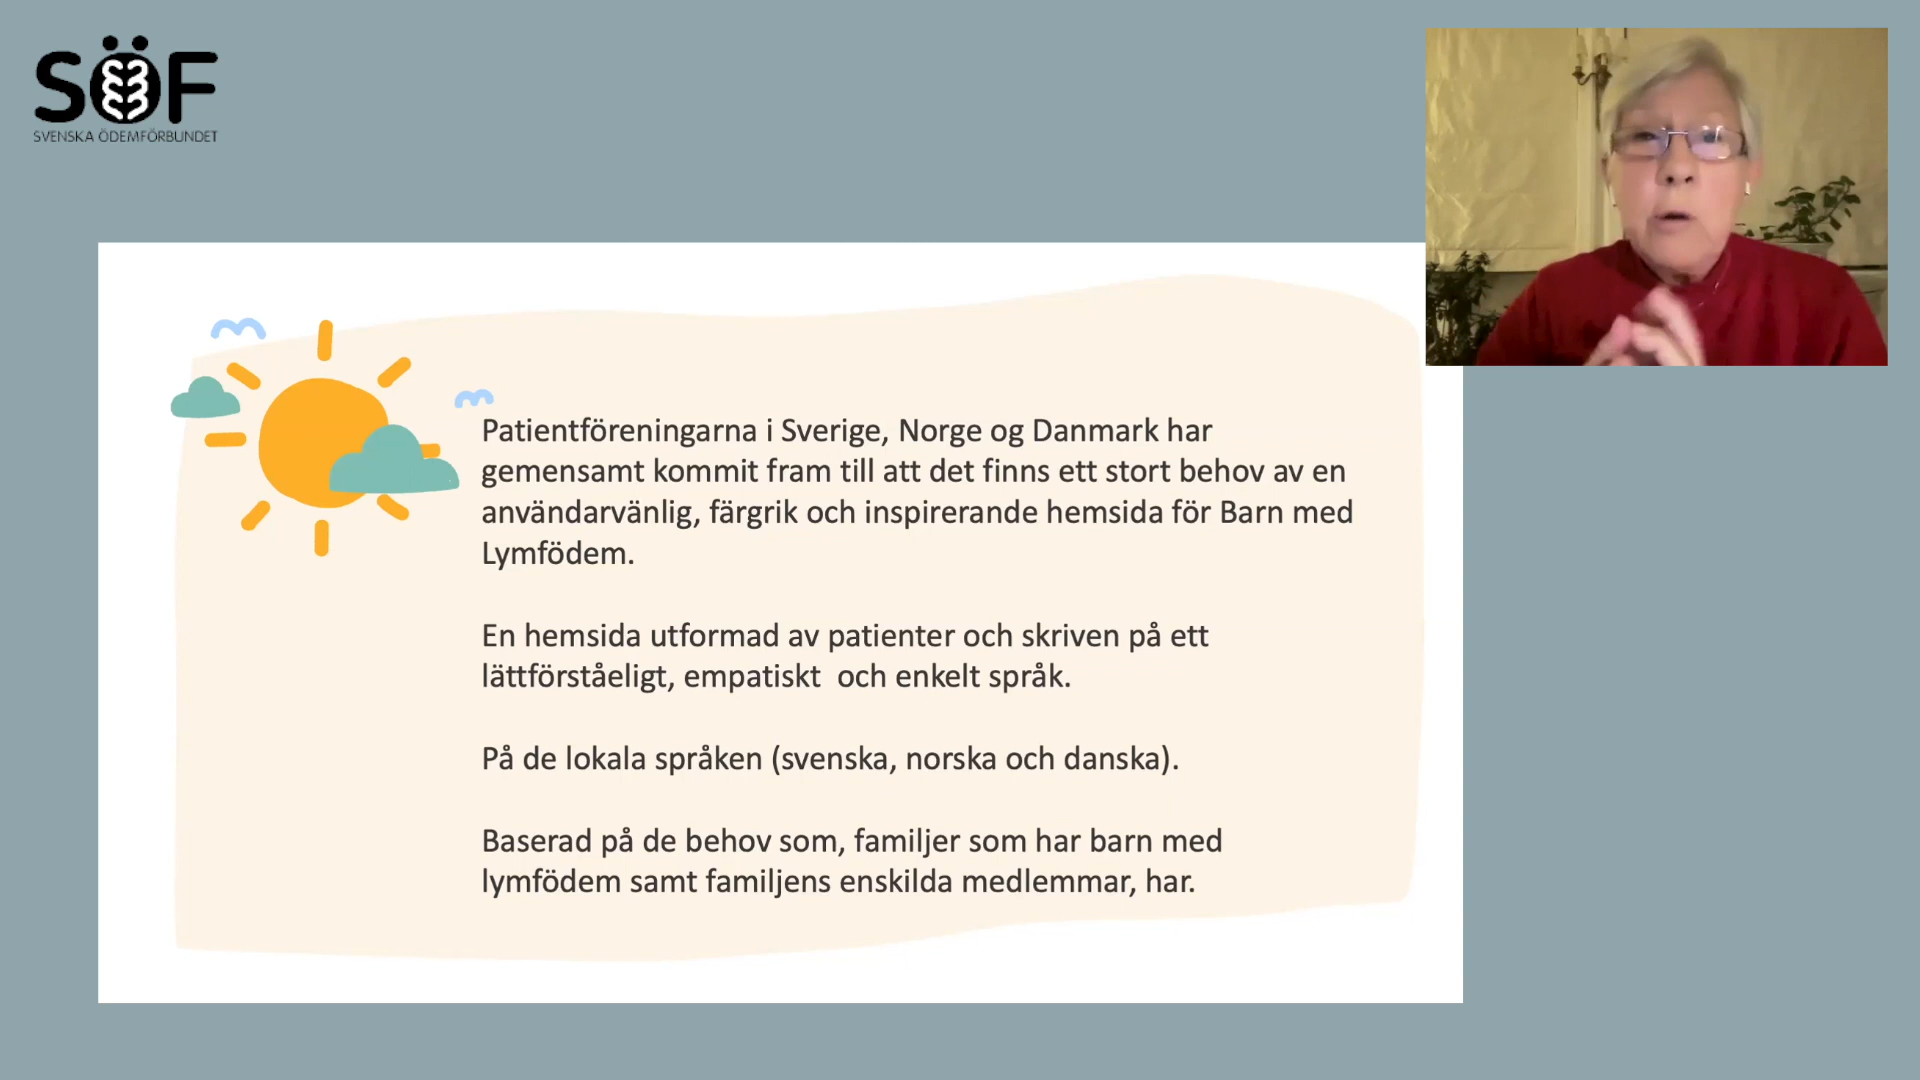 SÖF
SVENSKA ÖDEMFÖRBUNDET
Patientföreningarna i Sverige, Norge og Danmark har
gemensamt kommit fram till att det finns ett stort behov av en
användarvänlig, färgrik och inspirerande hemsida för Barn med
Lymfödem.
En hemsida utformad av patienter och skriven på ett
lättförståeligt, empatiskt  och enkelt språk.
På de lokala språken (svenska, norska och danska).
Baserad på de behov som, familjer som har barn med
lymfödem samt familjens enskilda medlemmar, har.